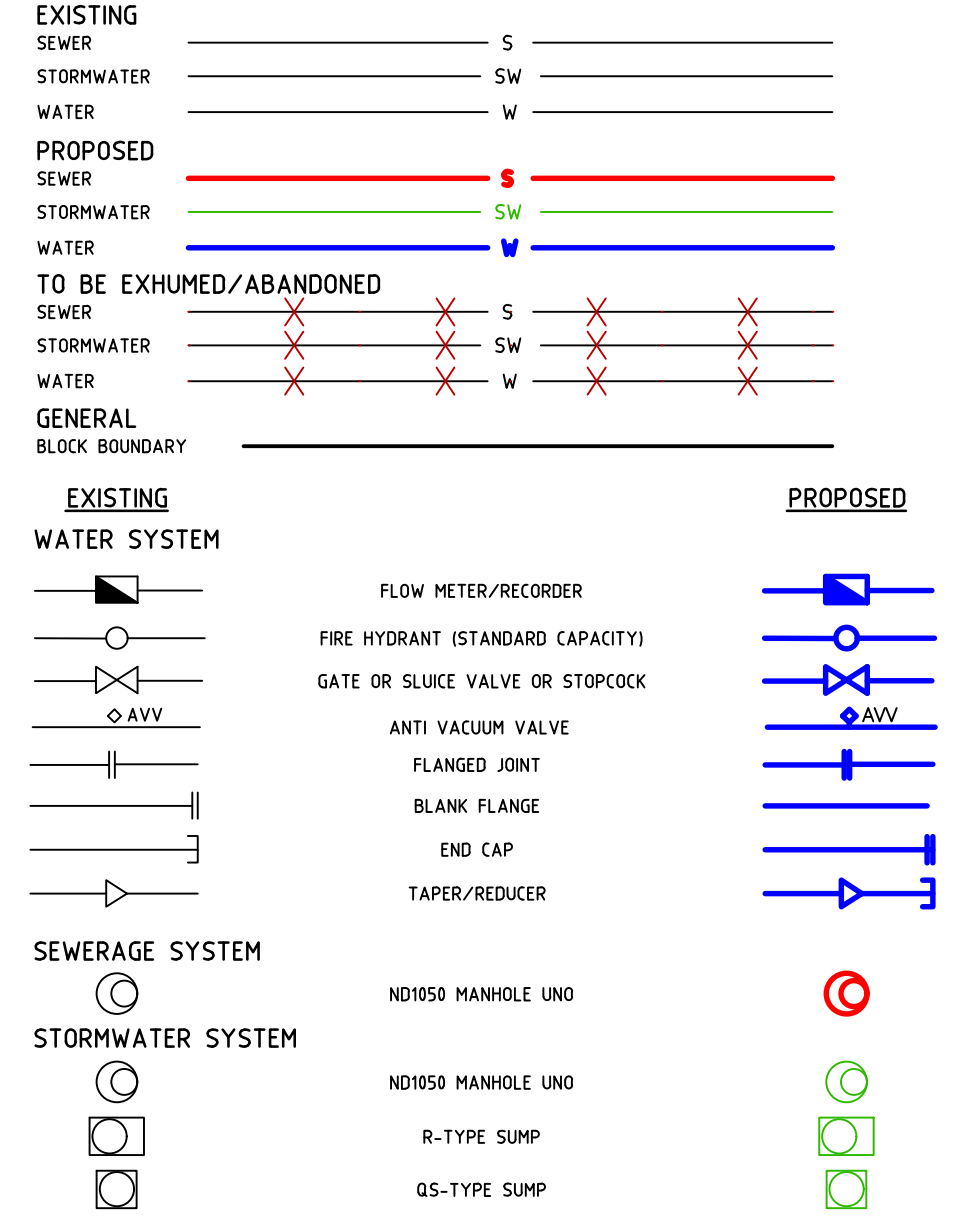 EXISTING
SEWER S
STORMWATER SW
WATER W
PROPOSED
SEWER S
STORMWATER SW
WATER W
TO BE EXHUMED/ABANDONED
SEWER S
STORMWATER SW
WATER W
GENERAL
BLOCK BOUNDARY
EXISTING PROPOSED
WATER SYSTEM
FLOW METER/RECORDER
FIRE HYDRANT (STANDARD CAPACITY)
GATE OR SLUICE VALVE OR STOPCOCK
AVV ANTI VACUUM VALVE AVV
FLANGED JOINT
BLANK FLANGE
END CAP
TAPER/REDUCER
SEWERAGE SYSTEM
ND1050 MANHOLE UNO
STORMWATER SYSTEM
ND1050 MANHOLE UNO
R-TYPE SUMP
QS-TYPE SUMP